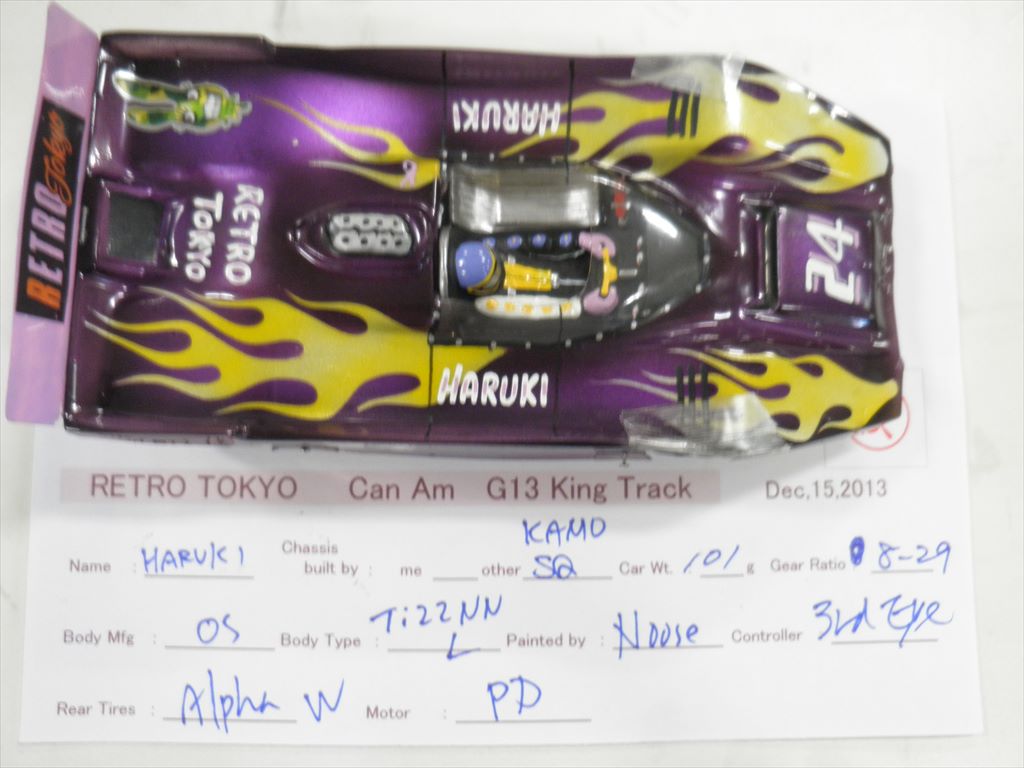 RETRO Tokyo
HARUKI
RETRO
TOKYO
24
HARUKI
RETRO TOKYO Can Am G13 King Track Dec,15,2013
Name : HARUKI Chassis built by : me other KAMO SQ Car Wt. 101 g Gear Ratio 8-29
Body Mfg : OS Body Type : TiZZNN L Painted by : Nouse Controller 3rd Eye
Rear Tires : Alpha W Motor : PD